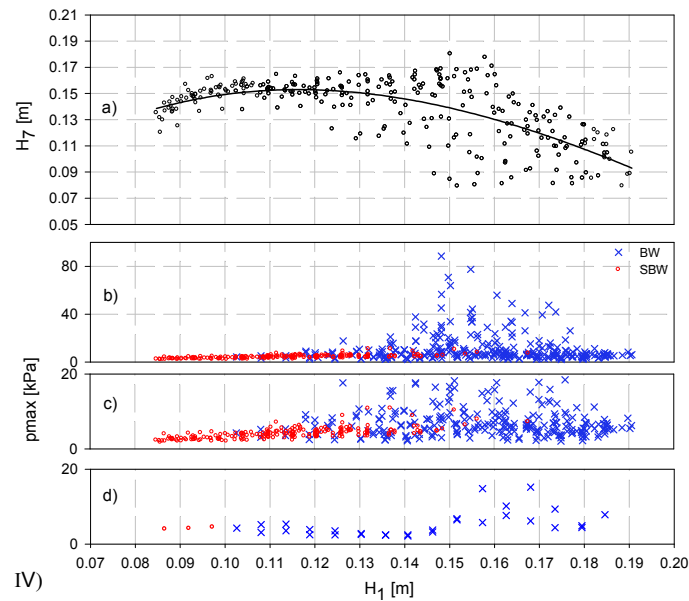 0.21
0.19
0.17
0.15
0.13
0.11
0.09
0.07
0.05
H7 [m]
a)
80
40
0
b)
× BW
○ SBW
20
0
c)
pmax [kPa]
20
0
d)
0.07 0.08 0.09 0.10 0.11 0.12 0.13 0.14 0.15 0.16 0.17 0.18 0.19 0.20
H1 [m]
IV)